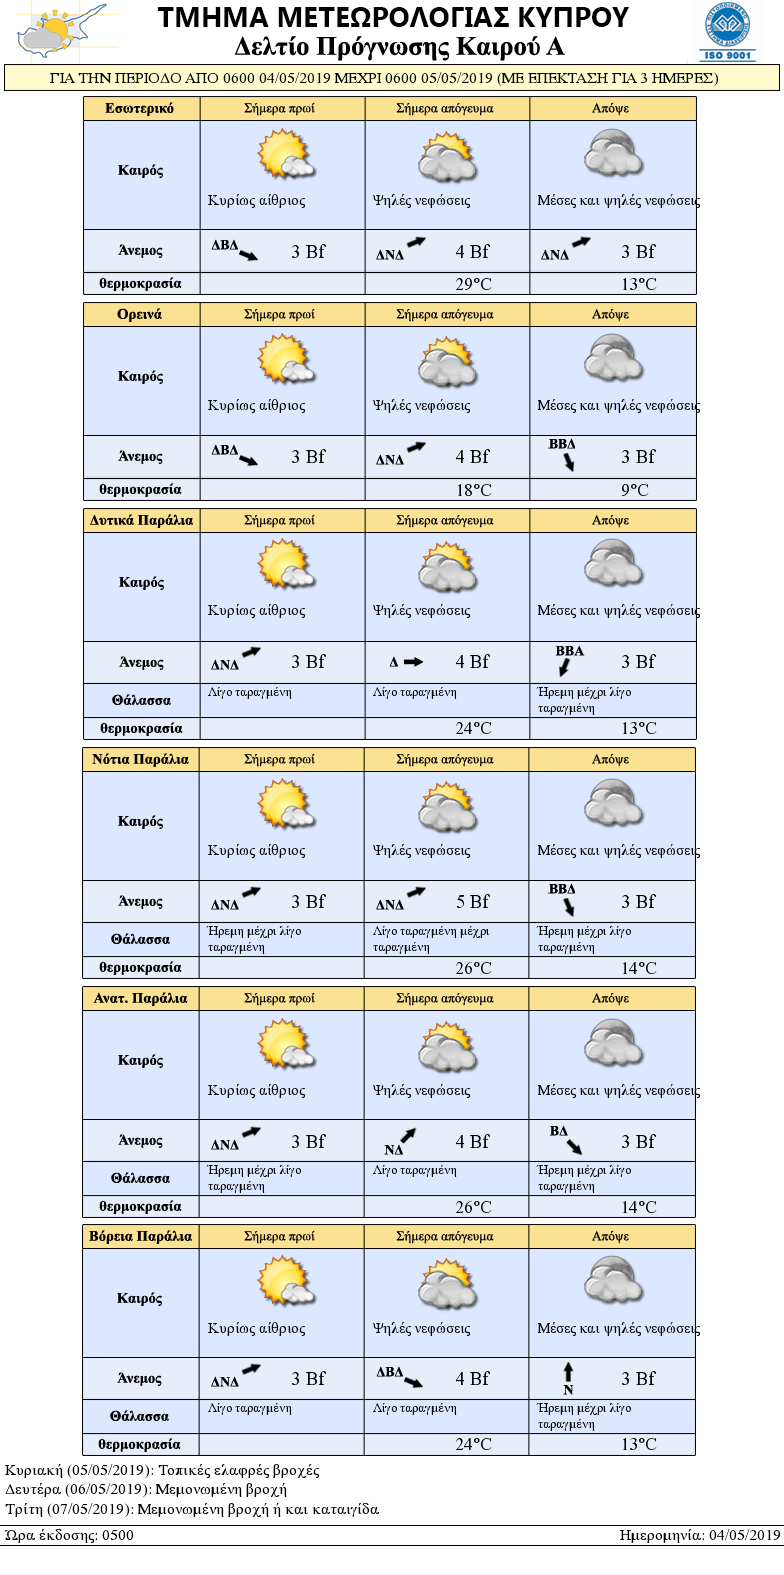 ΤΜΗΜΑ ΜΕΤΕΩΡΟΛΟΓΙΑΣ ΚΥΠΡΟΥ
Δελτίο Πρόγνωσης Καιρού Α
ISO 9001
ΓΙΑ ΤΗΝ ΠΕΡΙΟΔΟ ΑΠΟ 0600 04/05/2019 ΜΕΧΡΙ 0600 05/05/2019 (ΜΕ ΕΠΕΚΤΑΣΗ ΓΙΑ 3 ΗΜΕΡΕΣ)
Εσωτερικό Σήμερα πρωί Σήμερα απόγευμα Απόψε
Καιρός
Κυρίως αίθριος Ψηλές νεφώσεις Μέσες και ψηλές νεφώσεις
Άνεμος ΔΒΔ 3 Bf ΔΝΔ 4 Bf ΔΝΔ 3 Bf
θερμοκρασία 29°C 13°C
Ορεινά Σήμερα πρωί Σήμερα απόγευμα Απόψε
Καιρός
Κυρίως αίθριος Ψηλές νεφώσεις Μέσες και ψηλές νεφώσεις
Άνεμος ΔΒΔ 3 Bf ΔΝΔ 4 Bf ΒΒΔ 3 Bf
θερμοκρασία 18°C 9°C
Δυτικά Παράλια Σήμερα πρωί Σήμερα απόγευμα Απόψε
Καιρός
Κυρίως αίθριος Ψηλές νεφώσεις Μέσες και ψηλές νεφώσεις
Άνεμος ΔΝΔ 3 Bf Δ 4 Bf ΒΒΑ 3 Bf
Θάλασσα Λίγο ταραγμένη Λίγο ταραγμένη Ήρεμη μέχρι λίγο
ταραγμένη
θερμοκρασία 24°C 13°C
Νότια Παράλια Σήμερα πρωί Σήμερα απόγευμα Απόψε
Καιρός
Κυρίως αίθριος Ψηλές νεφώσεις Μέσες και ψηλές νεφώσεις
Άνεμος ΔΝΔ 3 Bf ΔΝΔ 5 Bf ΒΒΔ 3 Bf
Θάλασσα Ήρεμη μέχρι λίγο Λίγο ταραγμένη μέχρι Ήρεμη μέχρι λίγο
ταραγμένη ταραγμένη ταραγμένη
θερμοκρασία 26°C 14°C
Ανατ. Παράλια Σήμερα πρωί Σήμερα απόγευμα Απόψε
Καιρός
Κυρίως αίθριος Ψηλές νεφώσεις Μέσες και ψηλές νεφώσεις
Άνεμος ΔΝΔ 3 Bf ΝΔ 4 Bf ΒΔ 3 Bf
Θάλασσα Ήρεμη μέχρι λίγο Λίγο ταραγμένη Ήρεμη μέχρι λίγο
ταραγμένη ταραγμένη
θερμοκρασία 26°C 14°C
Βόρεια Παράλια Σήμερα πρωί Σήμερα απόγευμα Απόψε
Καιρός
Κυρίως αίθριος Ψηλές νεφώσεις Μέσες και ψηλές νεφώσεις
Άνεμος ΔΝΔ 3 Bf ΔΒΔ 4 Bf Ν 3 Bf
Θάλασσα Λίγο ταραγμένη Λίγο ταραγμένη Ήρεμη μέχρι λίγο
ταραγμένη
θερμοκρασία 24°C 13°C
Κυριακή (05/05/2019): Τοπικές ελαφρές βροχές
Δευτέρα (06/05/2019): Μεμονωμένη βροχή
Τρίτη (07/05/2019): Μεμονωμένη βροχή ή και καταιγίδα
Ώρα έκδοσης: 0500 Ημερομηνία: 04/05/2019